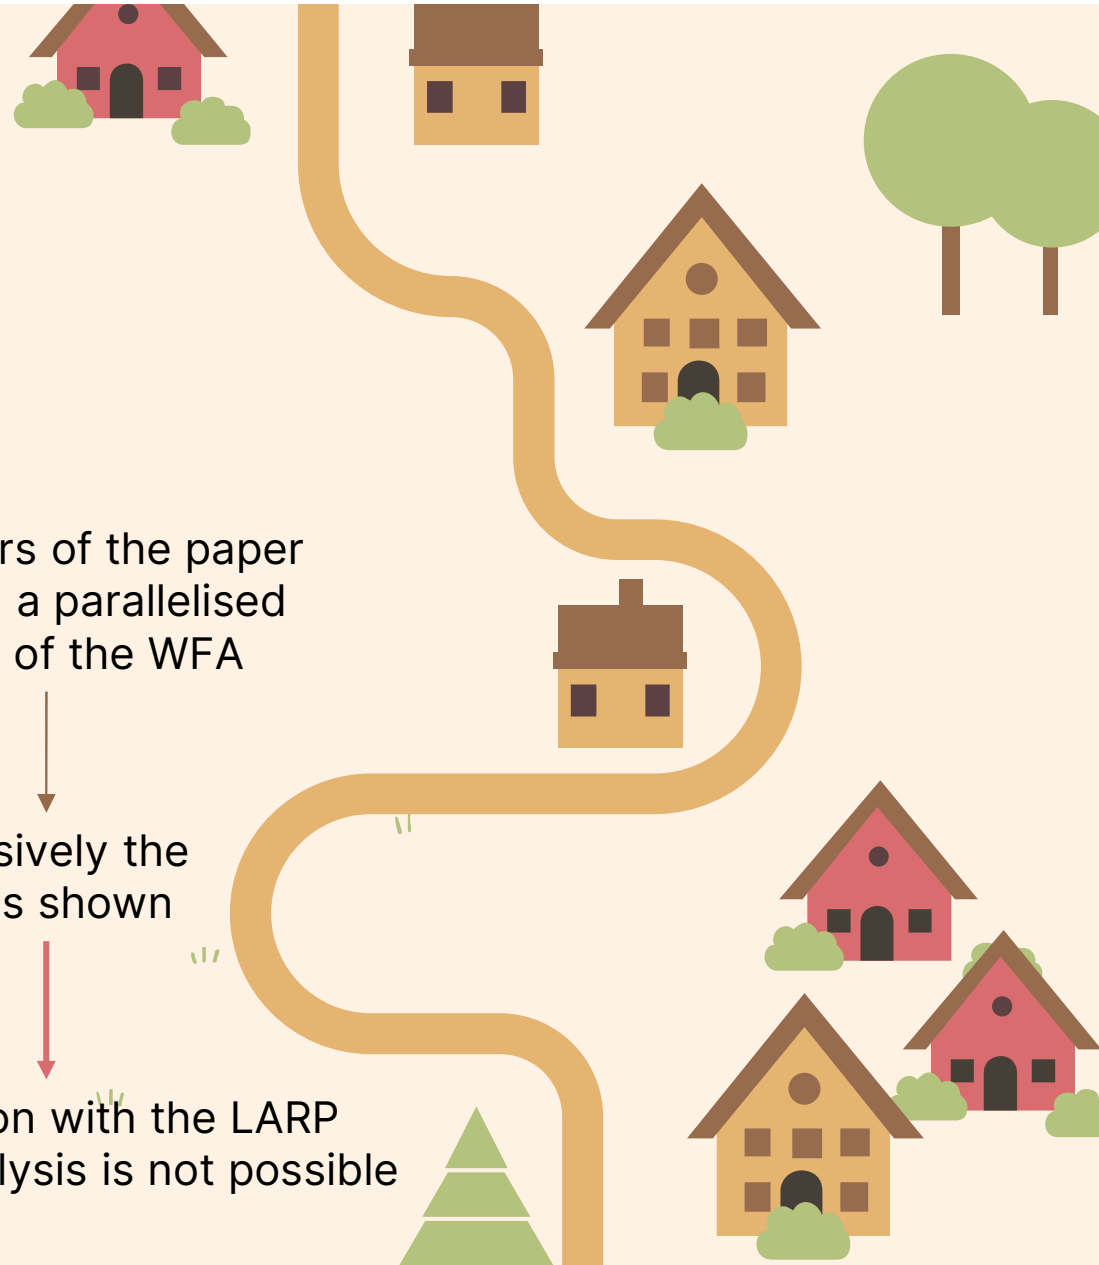 rs of the paper
a parallelised
of the WFA
sively the
s shown
on with the LARP
lysis is not possible